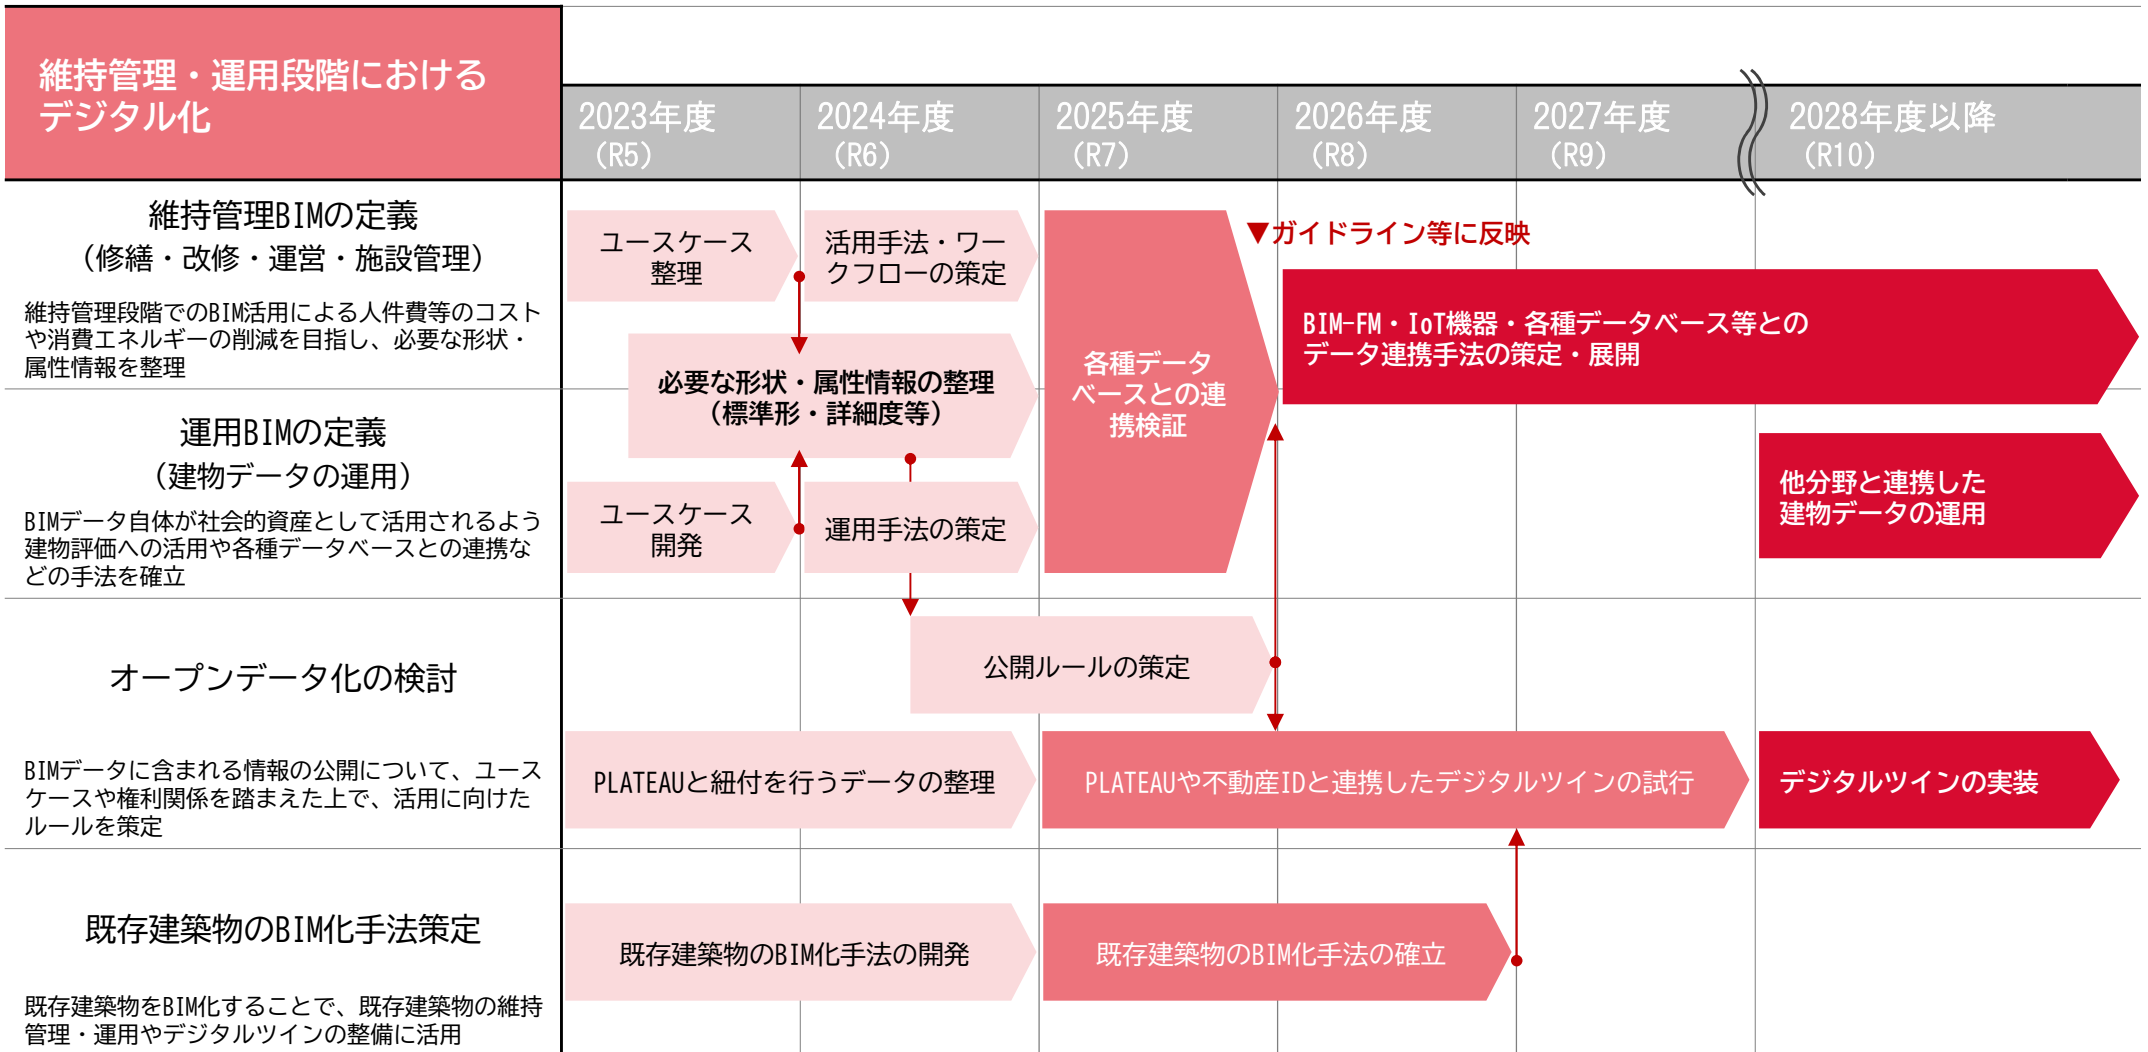 維持管理・運用段階における
デジタル化
2023年度
（R5）
2024年度
（R6）
2025年度
（R7）
2026年度
（R8）
2027年度
（R9）
2028年度以降
（R10）
維持管理BIMの定義
（修繕・改修・運営・施設管理）
維持管理段階でのBIM活用による人件費等のコスト
や消費エネルギーの削減を目指し、必要な形状・
属性情報を整理
ユースケース
整理
活用手法・ワー
クフローの策定
必要な形状・属性情報の整理
（標準形・詳細度等）
各種データ
ベースとの連
携検証
▼ガイドライン等に反映
BIM-FM・IoT機器・各種データベース等との
データ連携手法の策定・展開
運用BIMの定義
（建物データの運用）
BIMデータ自体が社会的資産として活用されるよう
建物評価への活用や各種データベースとの連携な
どの手法を確立
ユースケース
開発
運用手法の策定
他分野と連携した
建物データの運用
オープンデータ化の検討
BIMデータに含まれる情報の公開について、ユース
ケースや権利関係を踏まえた上で、活用に向けた
ルールを策定
公開ルールの策定
PLATEAUと紐付を行うデータの整理
PLATEAUや不動産IDと連携したデジタルツインの試行
デジタルツインの実装
既存建築物のBIM化手法策定
既存建築物をBIM化することで、既存建築物の維持
管理・運用やデジタルツインの整備に活用
既存建築物のBIM化手法の開発
既存建築物のBIM化手法の確立